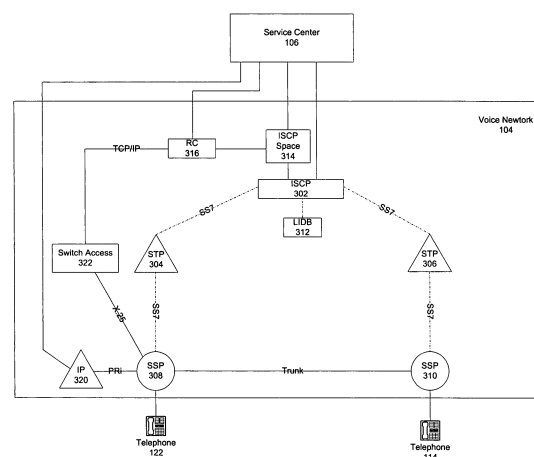 Service Center
106
Voice Newtork
104
RC
316
TCP/IP
ISCP
Space
314
ISCP
302
SS7
SS7
LIDB
312
STP
304
STP
306
Switch Access
322
X.25
SS7
SS7
IP
320
PRi
SSP
308
Trunk
SSP
310
Telephone
122
Telephone
114